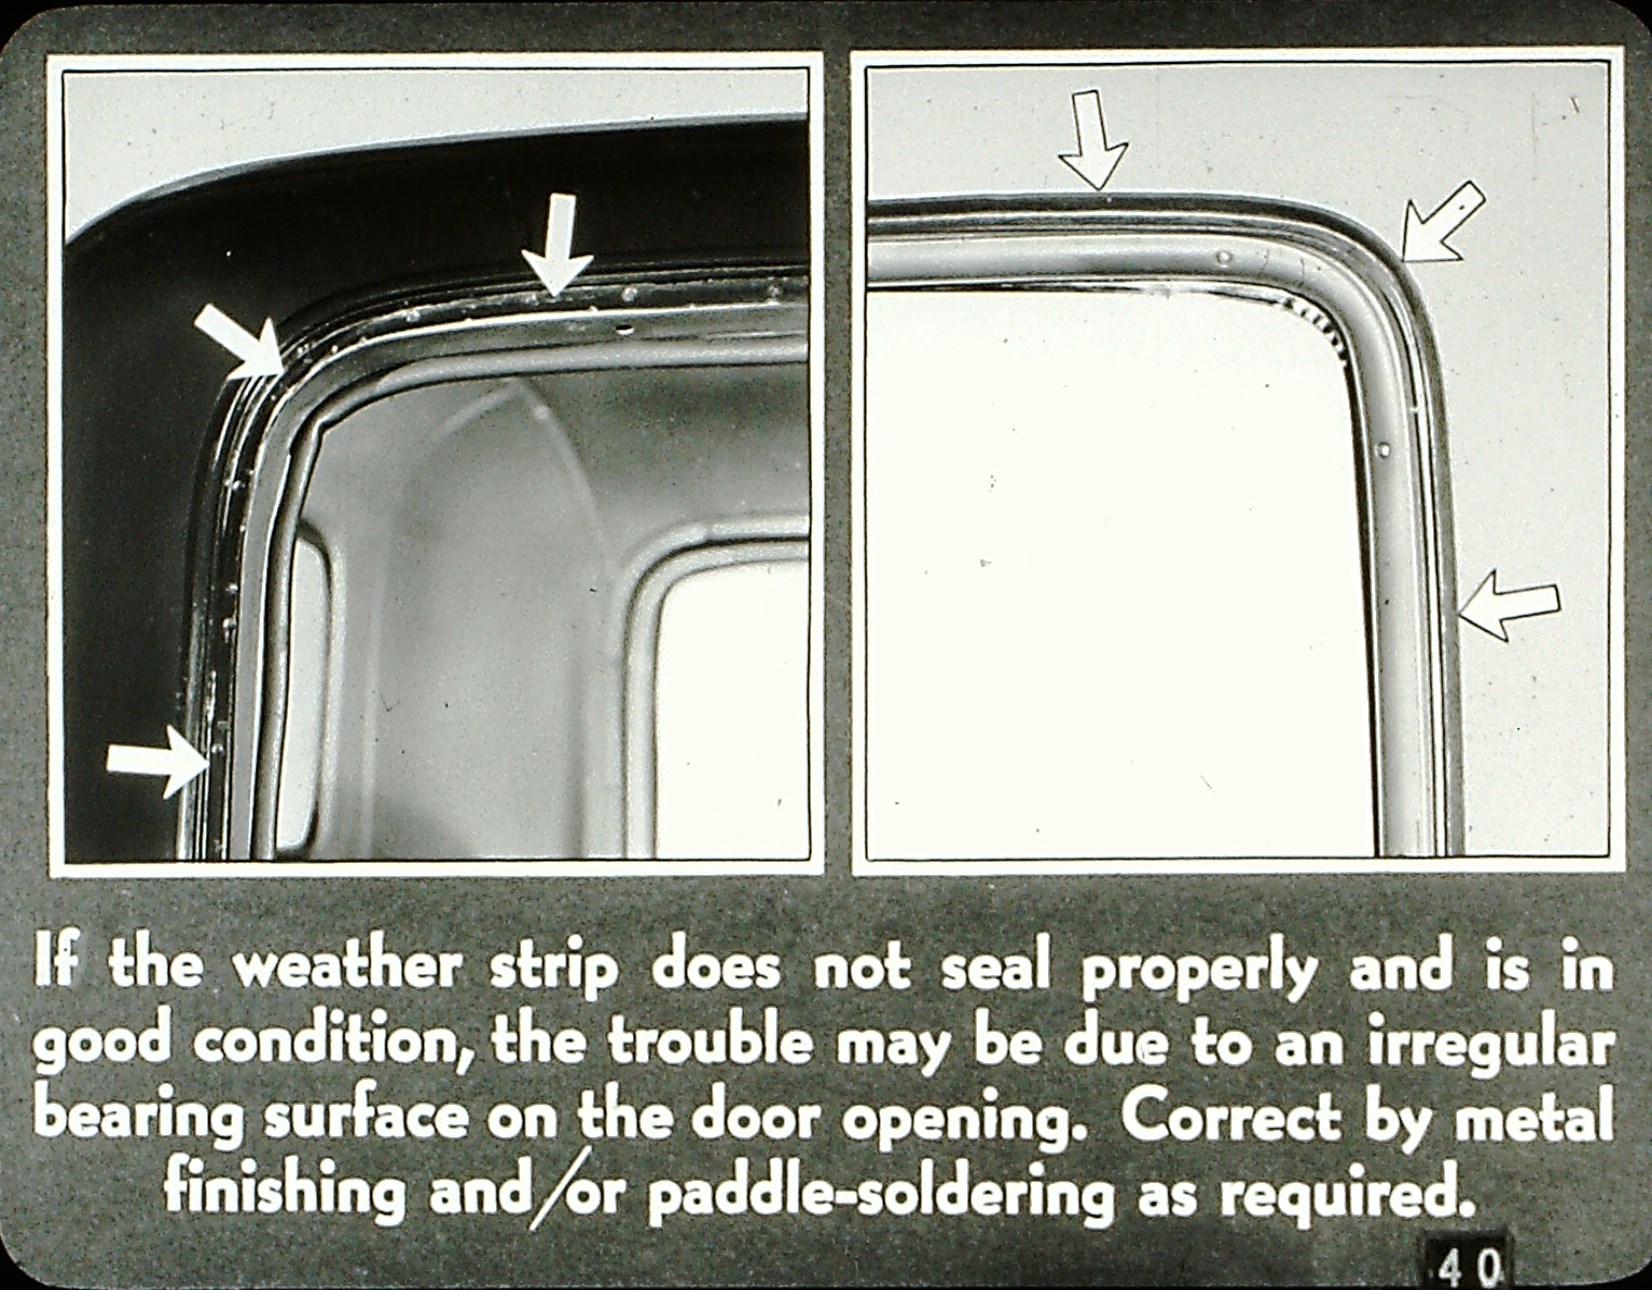 If the weather strip does not seal properly and is in
good condition, the trouble may be due to an irregular
bearing surface on the door opening. Correct by metal
finishing and/or paddle-soldering as required.
40